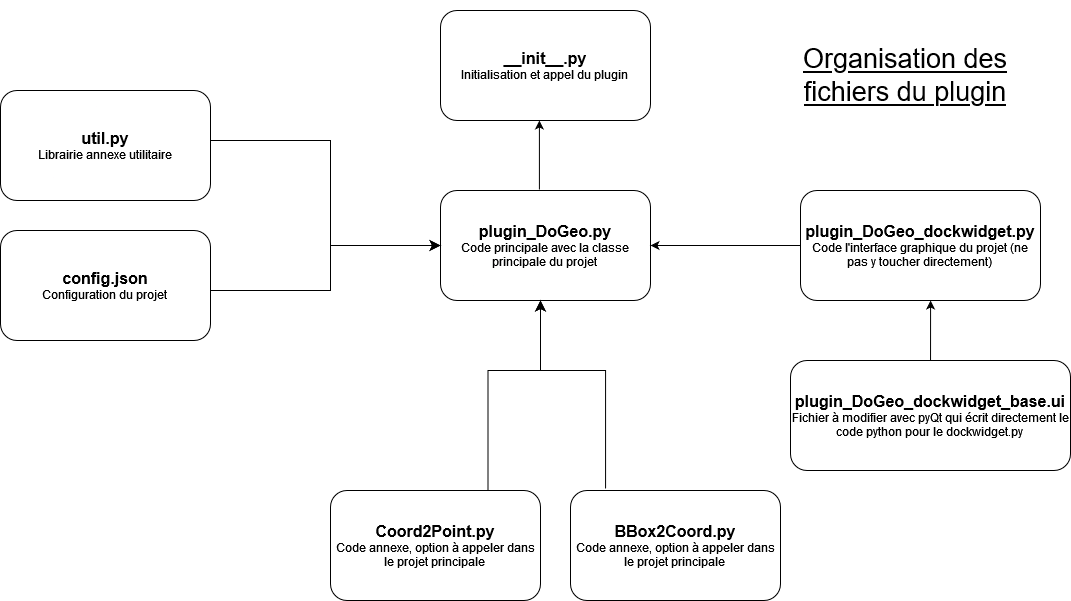 __init__.py
Initialisation et appel du plugin
Organisation des
fichiers du plugin
util.py
Librairie annexe utilitaire
config.json
Configuration du projet
plugin_DoGeo.py
Code principale avec la classe
principale du projet
plugin_DoGeo_dockwidget.py
Code l'interface graphique du projet (ne
pas y toucher directement)
plugin_DoGeo_dockwidget_base.ui
Fichier à modifier avec pyQt qui écrit directement le
code python pour le dockwidget.py
Coord2Point.py
Code annexe, option à appeler dans
le projet principale
BBox2Coord.py
Code annexe, option à appeler dans
le projet principale